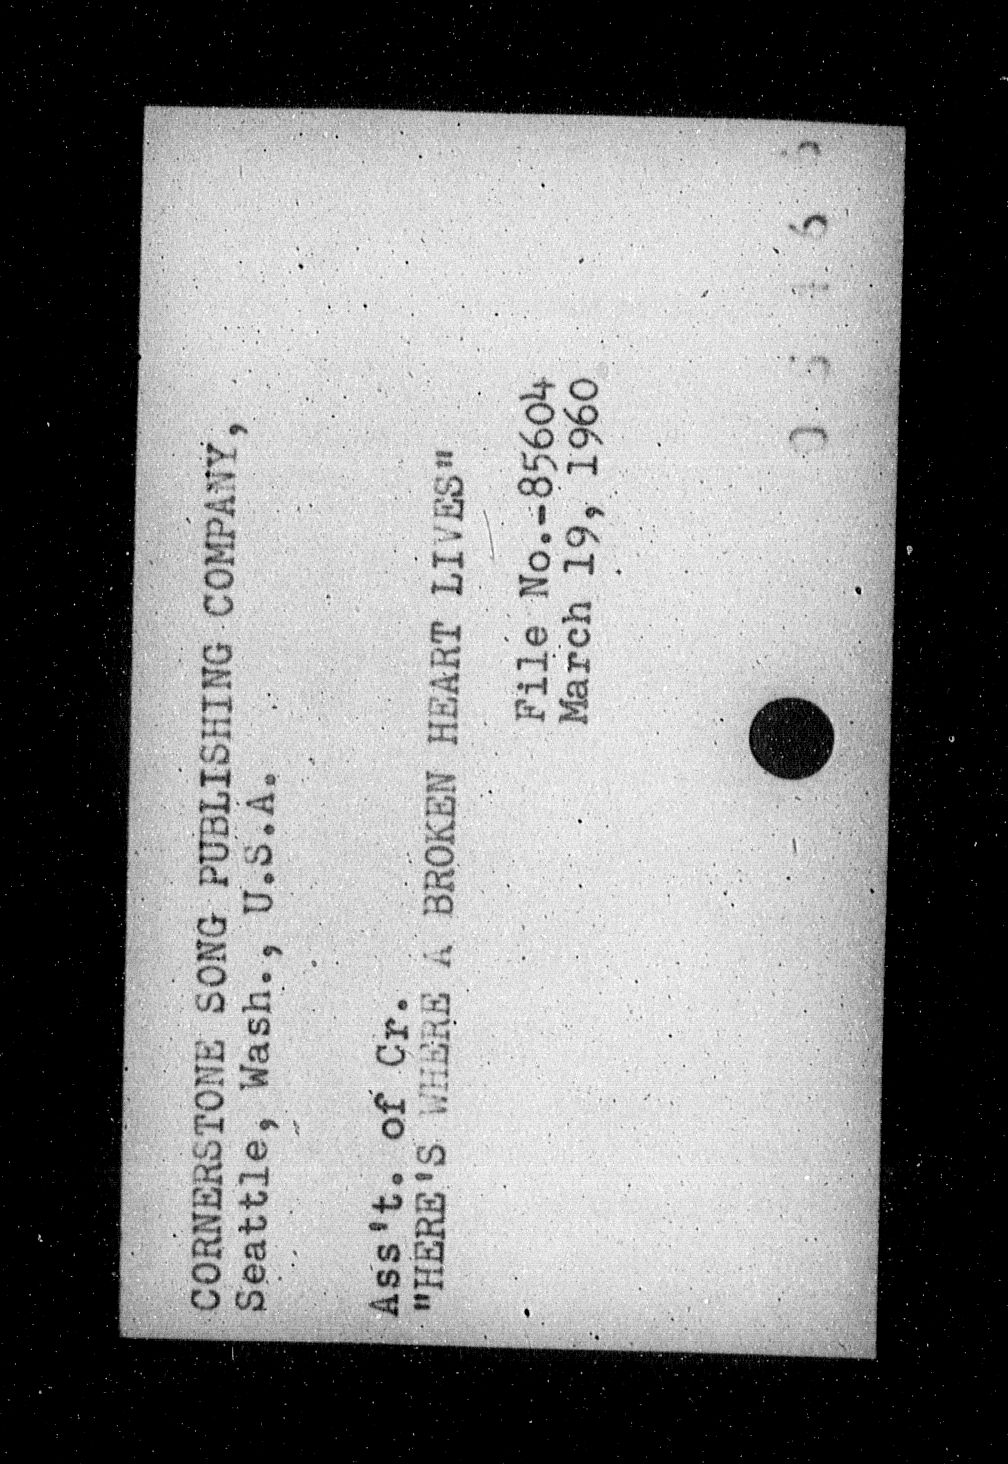 CORNERSTONE SONG PUBLISHING COMPANY,
Seattle, Wash., U.S.A.
Ass't. of Cr.
"HERE'S WHERE A BROKEN HEART LIVES"
File No.-85604
March 19, 1960